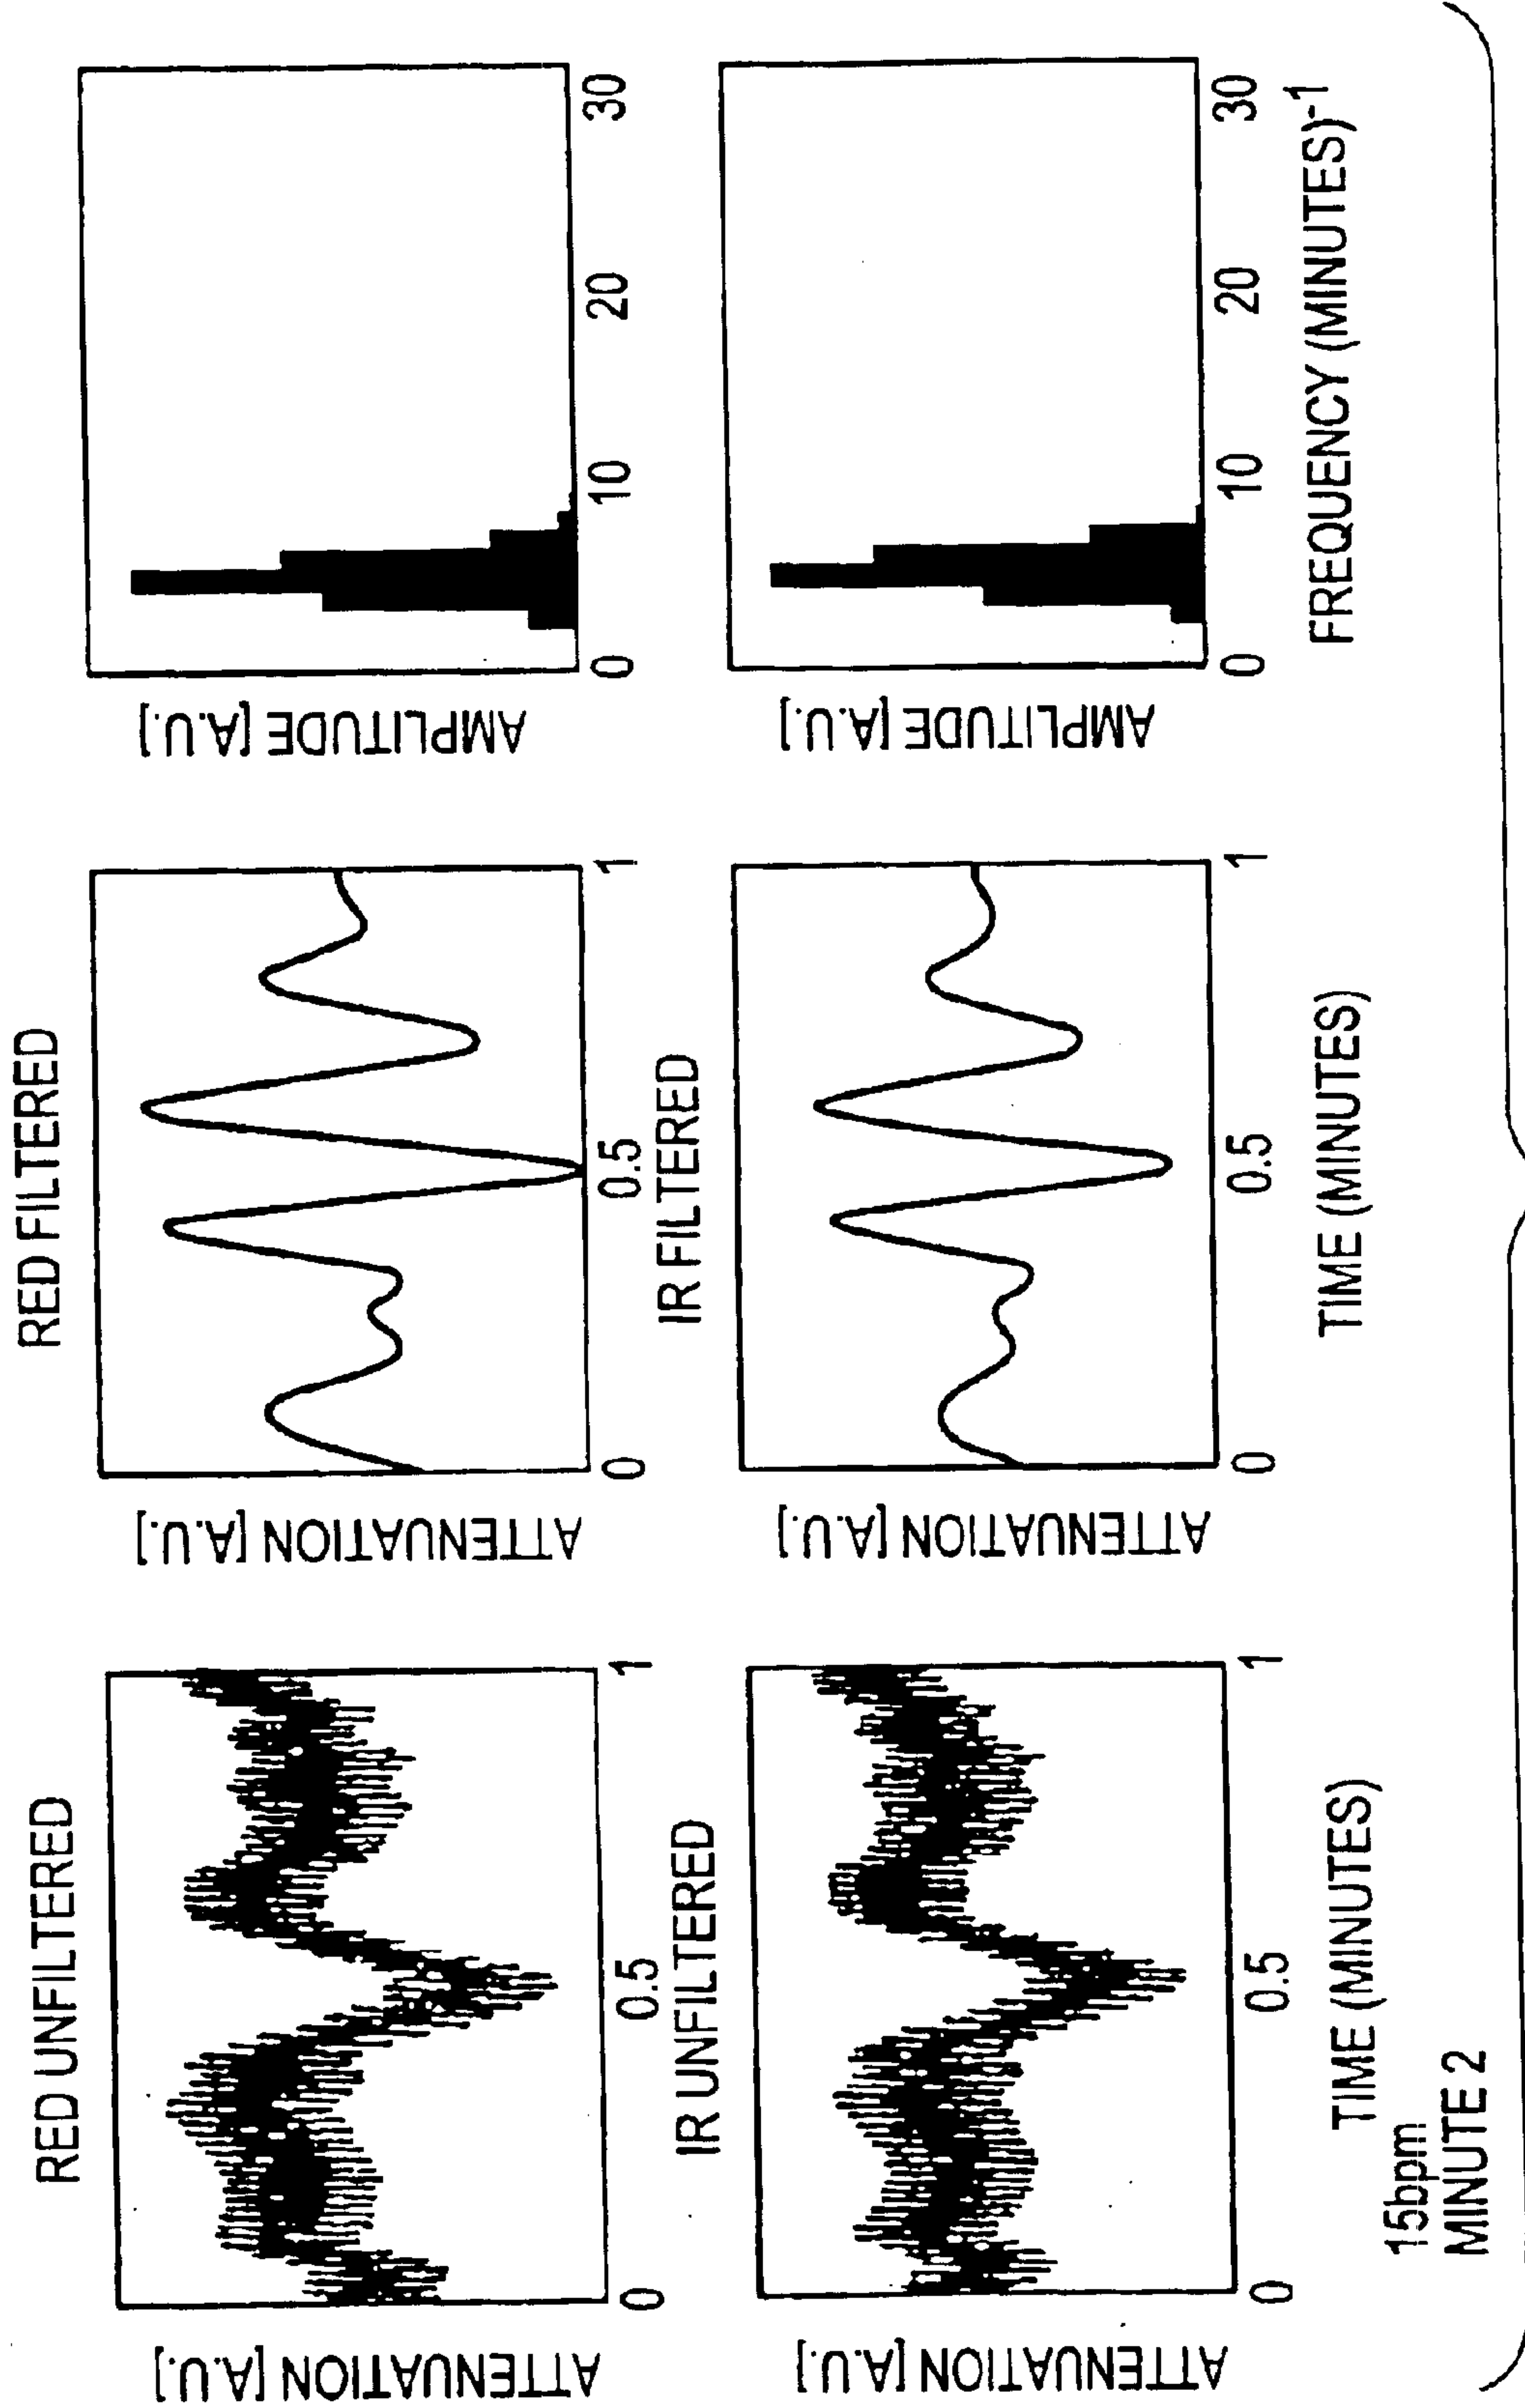 RED UNFILTERED
RED FILTERED
ATTENUATION [A.U.]
ATTENUATION [A.U.]
AMPLITUDE [A.U.]
0 0.5 1
0 0.5 1
0 10 20 30
IR UNFILTERED
IR FILTERED
ATTENUATION [A.U.]
ATTENUATION [A.U.]
AMPLITUDE [A.U.]
0 0.5 1
0 0.5 1
0 10 20 30
TIME (MINUTES)
TIME (MINUTES)
FREQUENCY (MINUTES)-1
15bpm
MINUTE 2